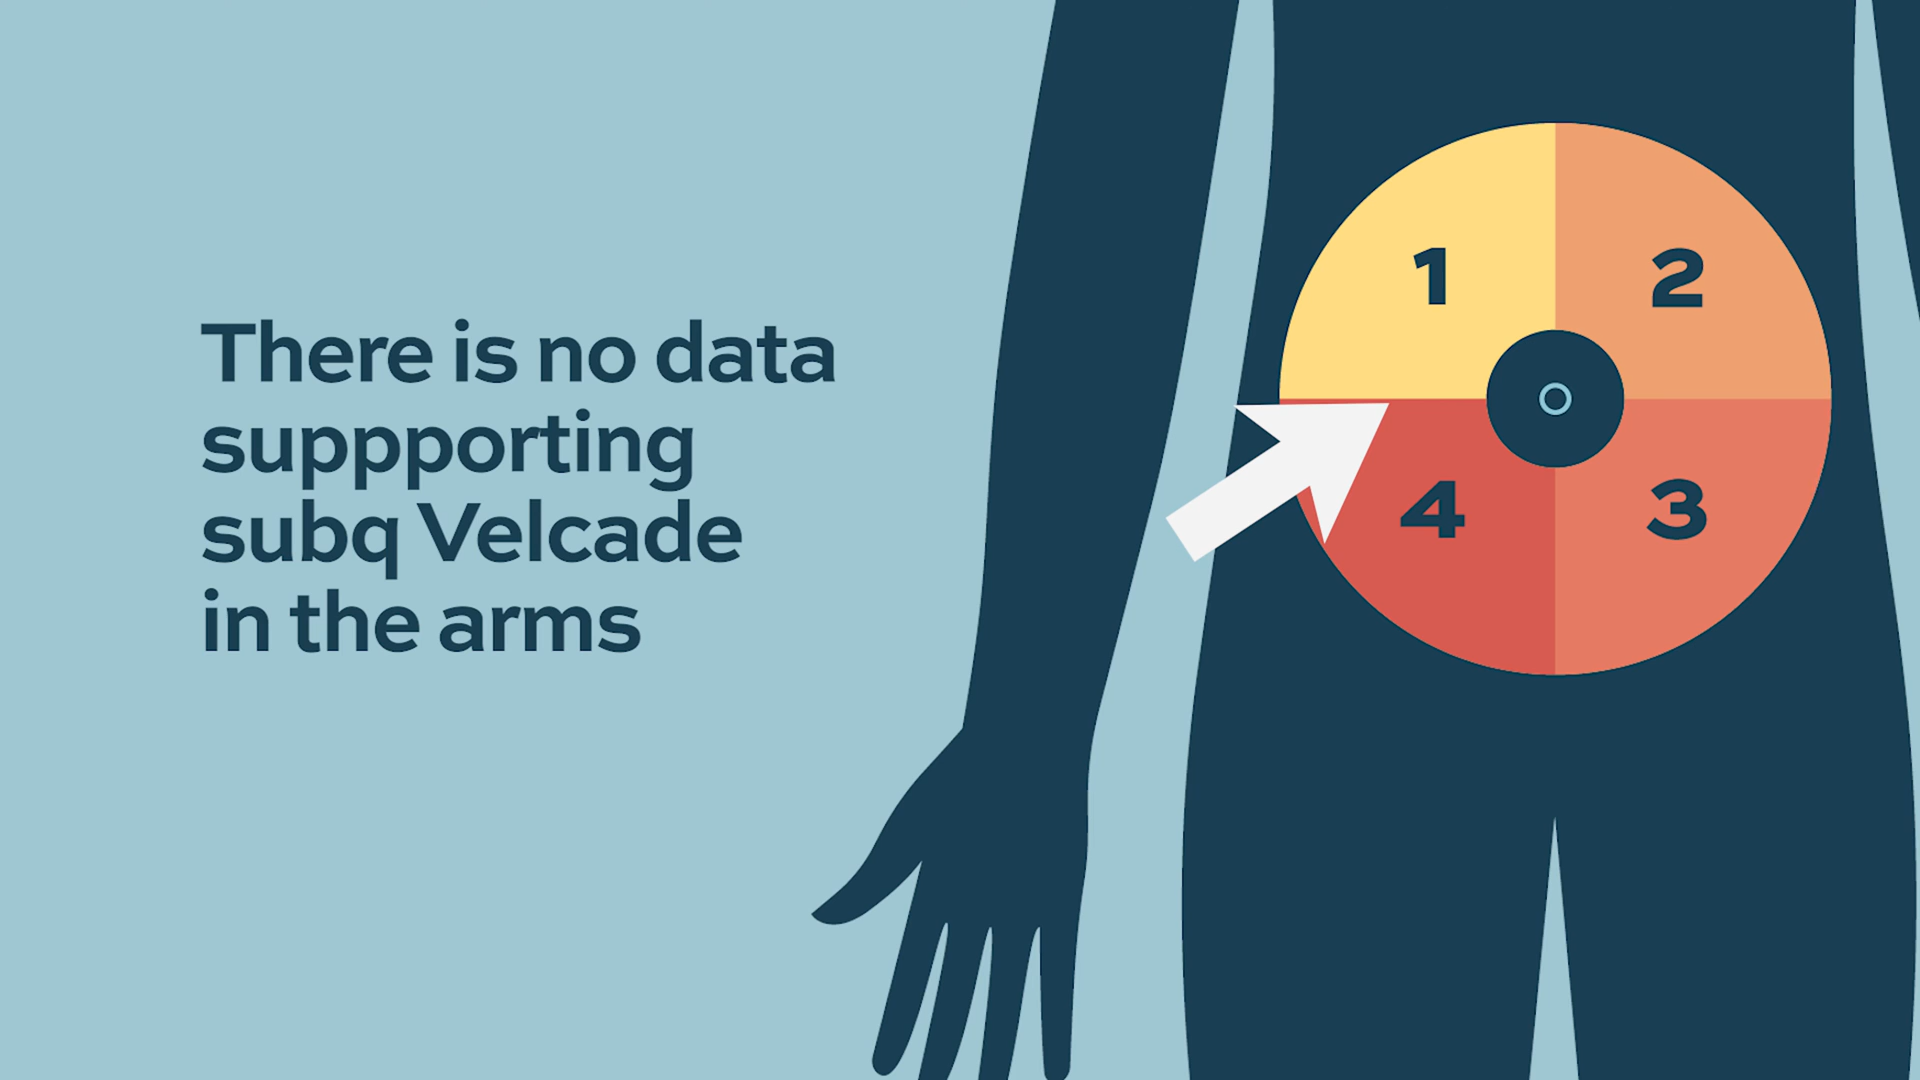 There is no data
suppporting
subq Velcade
in the arms
1 2
4 3